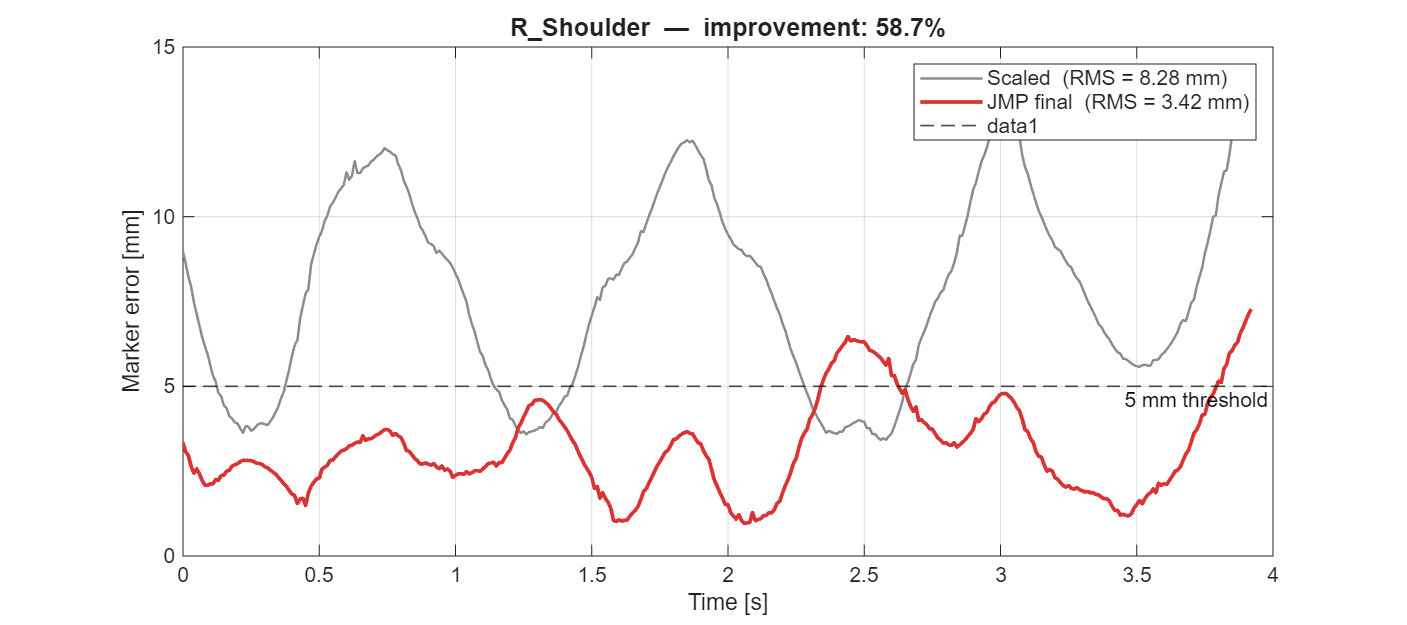 R_Shoulder — improvement: 58.7%
15
10
5
0
Marker error [mm]
Scaled (RMS = 8.28 mm)
JMP final (RMS = 3.42 mm)
data1
5 mm threshold
0 0.5 1 1.5 2 2.5 3 3.5 4
Time [s]